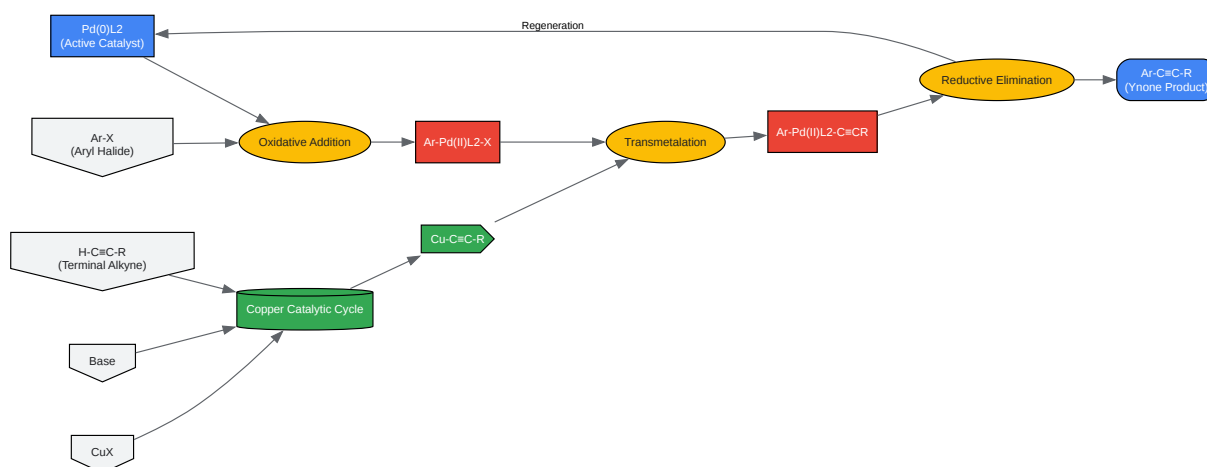 Pd(0)L2
(Active Catalyst)
Regeneration
Reductive Elimination
Ar-C≡C-R
(Ynone Product)
Ar-X
(Aryl Halide)
Oxidative Addition
Ar-Pd(II)L2-X
Transmetalation
Ar-Pd(II)L2-C≡CR
H-C≡C-R
(Terminal Alkyne)
Cu-C≡C-R
Copper Catalytic Cycle
Base
CuX